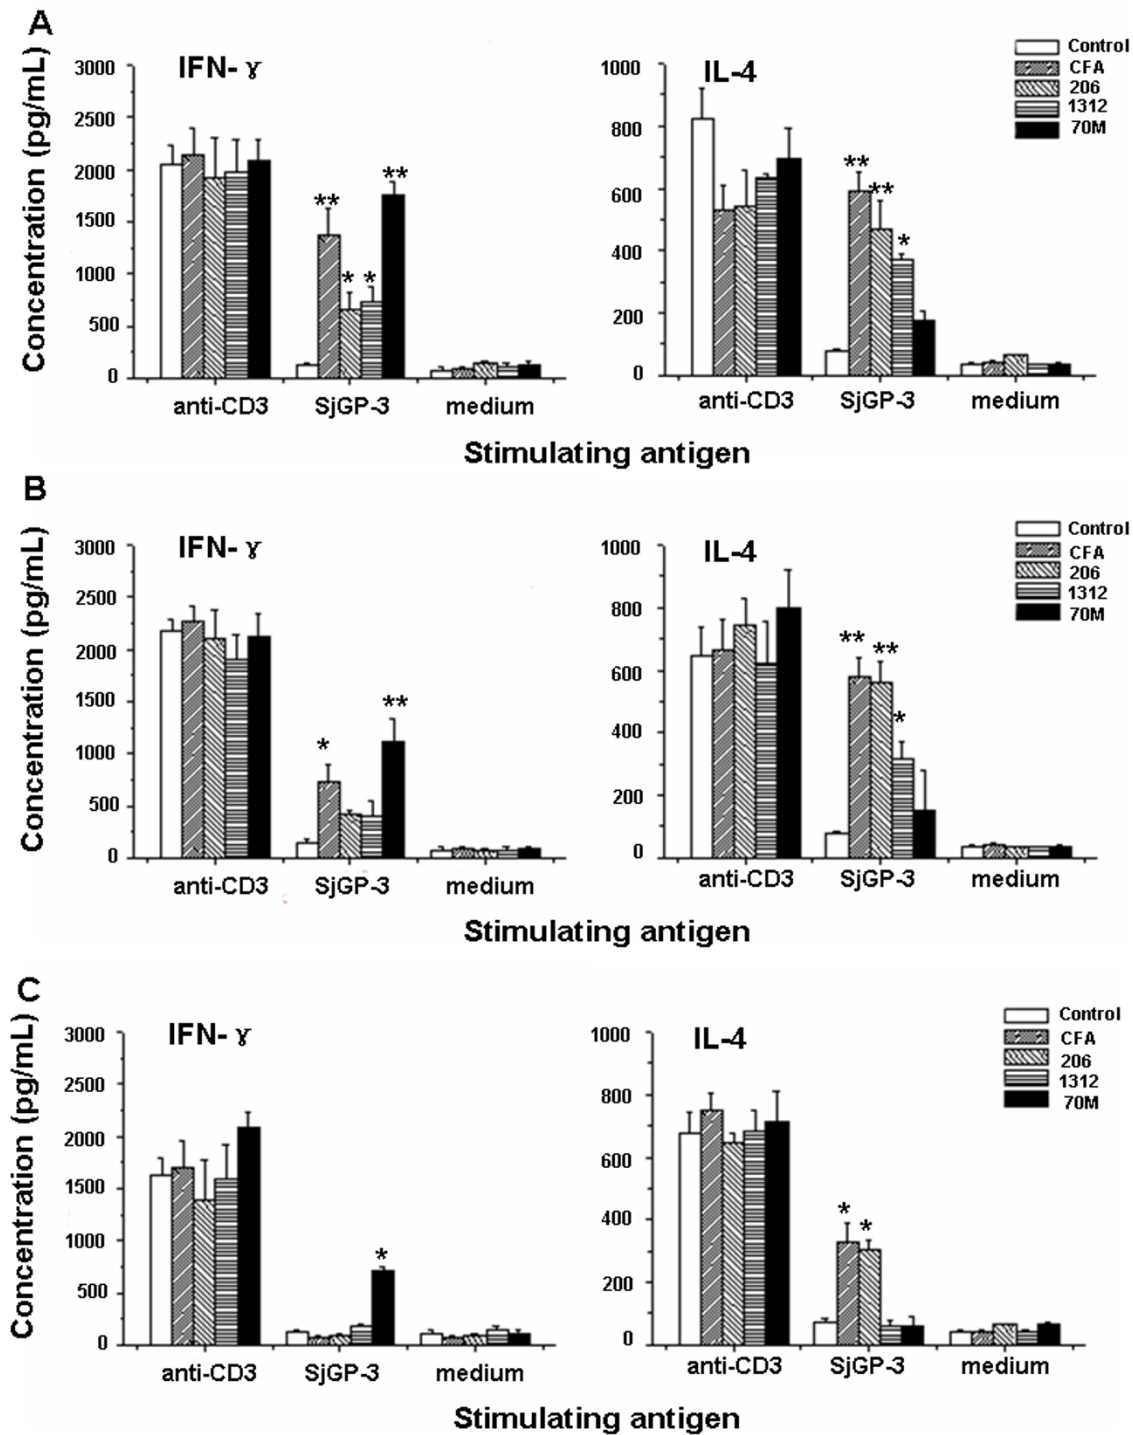 A
IFN-ɣ
IL-4
Control
CFA
206
1312
70M
Concentration (pg/mL)
3000
2500
2000
1500
1000
500
0
1000
800
600
400
200
0
** * * **
** ** *
anti-CD3 SjGP-3 medium
anti-CD3 SjGP-3 medium
Stimulating antigen
B
IFN-ɣ
IL-4
Control
CFA
206
1312
70M
Concentration (pg/mL)
3000
2500
2000
1500
1000
500
0
1000
800
600
400
200
0
* **
** ** *
anti-CD3 SjGP-3 medium
anti-CD3 SjGP-3 medium
Stimulating antigen
C
IFN-ɣ
IL-4
Control
CFA
206
1312
70M
Concentration (pg/mL)
3000
2500
2000
1500
1000
500
0
1000
800
600
400
200
0
*
* *
anti-CD3 SjGP-3 medium
anti-CD3 SjGP-3 medium
Stimulating antigen